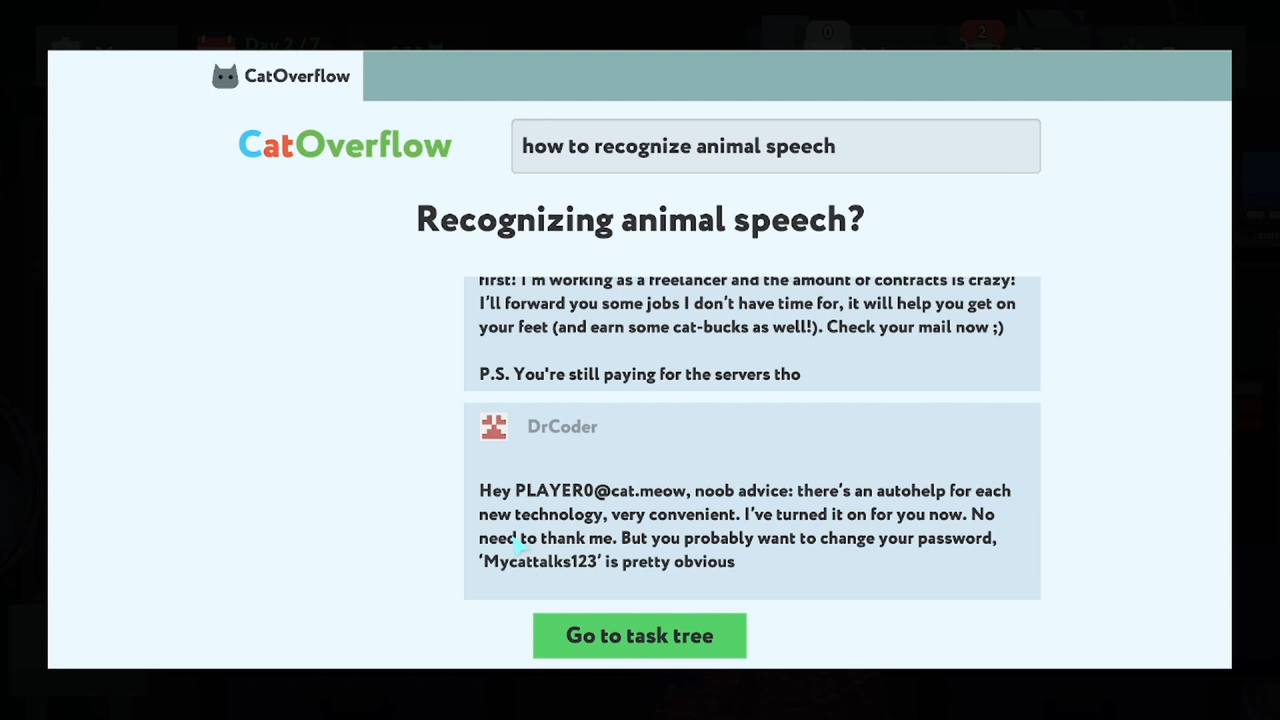 0
2
Day 2 / 7
CatOverflow
CatOverflow
how to recognize animal speech
Recognizing animal speech?
first! I'm working as a freelancer and the amount of contracts is crazy!
I'll forward you some jobs I don't have time for, it will help you get on
your feet (and earn some cat-bucks as well!). Check your mail now ;)
P.S. You're still paying for the servers tho
DrCoder
Hey PLAYER0@cat.meow, noob advice: there's an autohelp for each
new technology, very convenient. I've turned it on for you now. No
need to thank me. But you probably want to change your password,
'Mycattalks123' is pretty obvious
Go to task tree